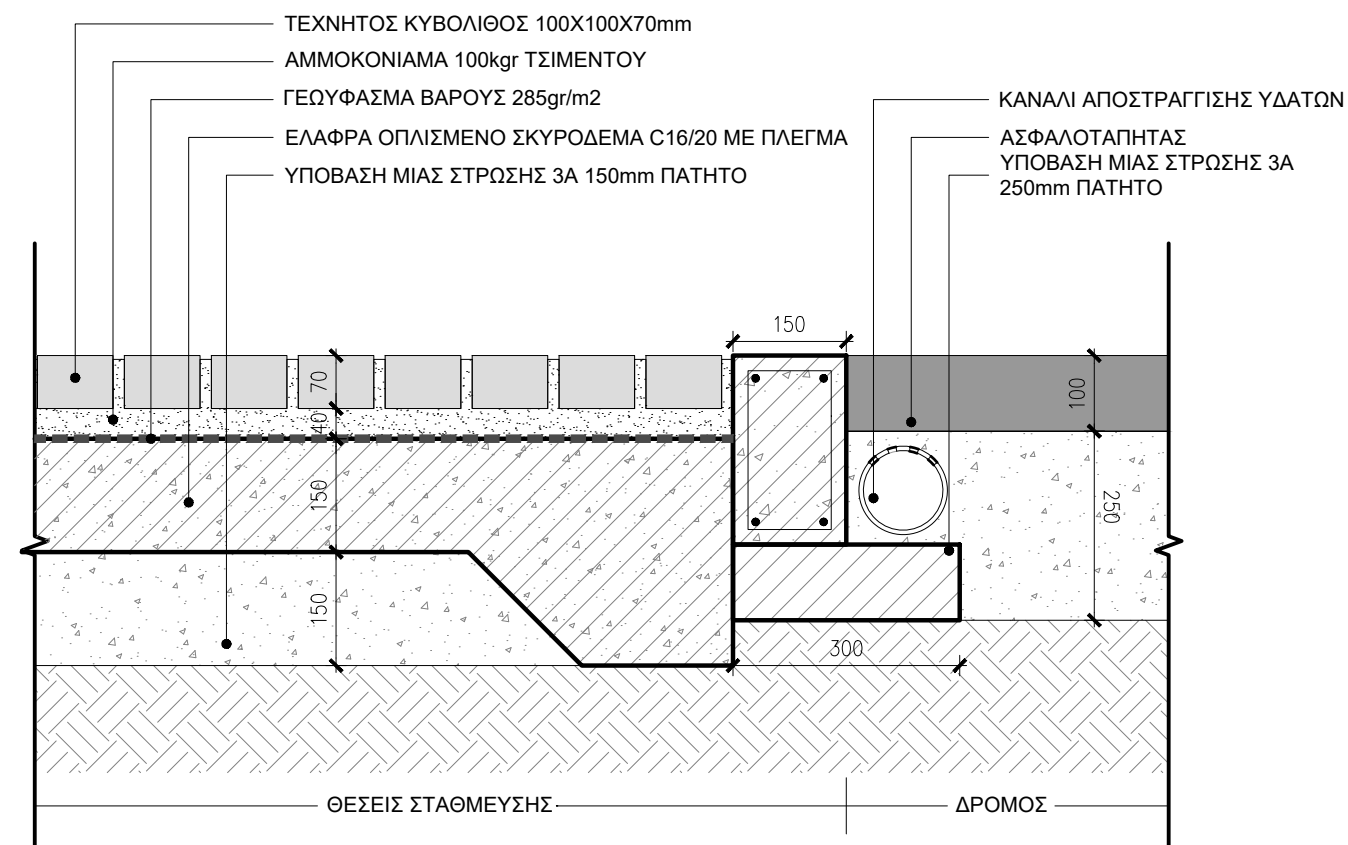 ΤΕΧΝΗΤΟΣ ΚΥΒΟΛΙΘΟΣ 100Χ100Χ70mm
ΑΜΜΟΚΟΝΙΑΜΑ 100kgr ΤΣΙΜΕΝΤΟΥ
ΓΕΩΥΦΑΣΜΑ ΒΑΡΟΥΣ 285gr/m2
ΕΛΑΦΡΑ ΟΠΛΙΣΜΕΝΟ ΣΚΥΡΟΔΕΜΑ C16/20 ΜΕ ΠΛΕΓΜΑ
ΥΠΟΒΑΣΗ ΜΙΑΣ ΣΤΡΩΣΗΣ 3Α 150mm ΠΑΤΗΤΟ
ΚΑΝΑΛΙ ΑΠΟΣΤΡΑΓΓΙΣΗΣ ΥΔΑΤΩΝ
ΑΣΦΑΛΟΤΑΠΗΤΑΣ
ΥΠΟΒΑΣΗ ΜΙΑΣ ΣΤΡΩΣΗΣ 3Α
250mm ΠΑΤΗΤΟ
150
70
40
150
150
100
250
300
ΘΕΣΕΙΣ ΣΤΑΘΜΕΥΣΗΣ
ΔΡΟΜΟΣ